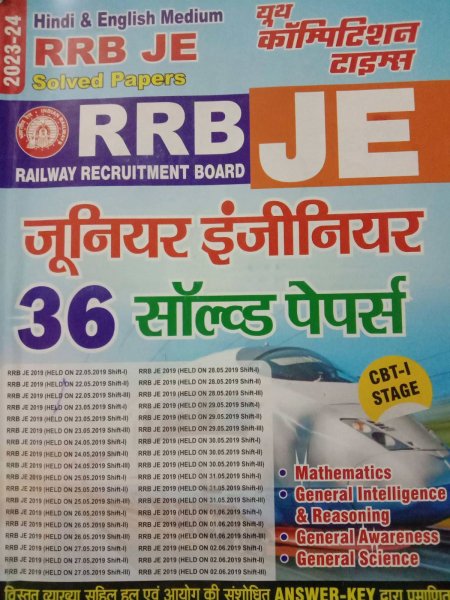 2023-24
Hindi & English Medium
RRB JE
Solved Papers
यूथ
कॉम्पिटिशन
टाइम्स
RRB
RAILWAY RECRUITMENT BOARD
JE
जूनियर इंजीनियर
36 सॉल्व्ड पेपर्स
CBT-I
STAGE
RRB JE 2019 (HELD ON 22.05.2019 Shift-I)
RRB JE 2019 (HELD ON 22.05.2019 Shift-II)
RRB JE 2019 (HELD ON 22.05.2019 Shift-III)
RRB JE 2019 (HELD ON 23.05.2019 Shift-I)
RRB JE 2019 (HELD ON 23.05.2019 Shift-II)
RRB JE 2019 (HELD ON 23.05.2019 Shift-III)
RRB JE 2019 (HELD ON 24.05.2019 Shift-I)
RRB JE 2019 (HELD ON 24.05.2019 Shift-II)
RRB JE 2019 (HELD ON 24.05.2019 Shift-III)
RRB JE 2019 (HELD ON 25.05.2019 Shift-I)
RRB JE 2019 (HELD ON 25.05.2019 Shift-II)
RRB JE 2019 (HELD ON 25.05.2019 Shift-III)
RRB JE 2019 (HELD ON 26.05.2019 Shift-I)
RRB JE 2019 (HELD ON 26.05.2019 Shift-II)
RRB JE 2019 (HELD ON 26.05.2019 Shift-III)
RRB JE 2019 (HELD ON 27.05.2019 Shift-I)
RRB JE 2019 (HELD ON 27.05.2019 Shift-II)
RRB JE 2019 (HELD ON 27.05.2019 Shift-III)
RRB JE 2019 (HELD ON 28.05.2019 Shift-I)
RRB JE 2019 (HELD ON 28.05.2019 Shift-II)
RRB JE 2019 (HELD ON 28.05.2019 Shift-III)
RRB JE 2019 (HELD ON 29.05.2019 Shift-I)
RRB JE 2019 (HELD ON 29.05.2019 Shift-II)
RRB JE 2019 (HELD ON 29.05.2019 Shift-III)
RRB JE 2019 (HELD ON 30.05.2019 Shift-I)
RRB JE 2019 (HELD ON 30.05.2019 Shift-II)
RRB JE 2019 (HELD ON 30.05.2019 Shift-III)
RRB JE 2019 (HELD ON 31.05.2019 Shift-I)
RRB JE 2019 (HELD ON 31.05.2019 Shift-II)
RRB JE 2019 (HELD ON 31.05.2019 Shift-III)
RRB JE 2019 (HELD ON 01.06.2019 Shift-I)
RRB JE 2019 (HELD ON 01.06.2019 Shift-II)
RRB JE 2019 (HELD ON 01.06.2019 Shift-III)
RRB JE 2019 (HELD ON 02.06.2019 Shift-I)
RRB JE 2019 (HELD ON 02.06.2019 Shift-II)
RRB JE 2019 (HELD ON 02.06.2019 Shift-III)
• Mathematics
• General Intelligence
& Reasoning
• General Awareness
• General Science
विस्तृत व्याख्या सहित हल एवं आयोग की संशोधित ANSWER-KEY द्वारा